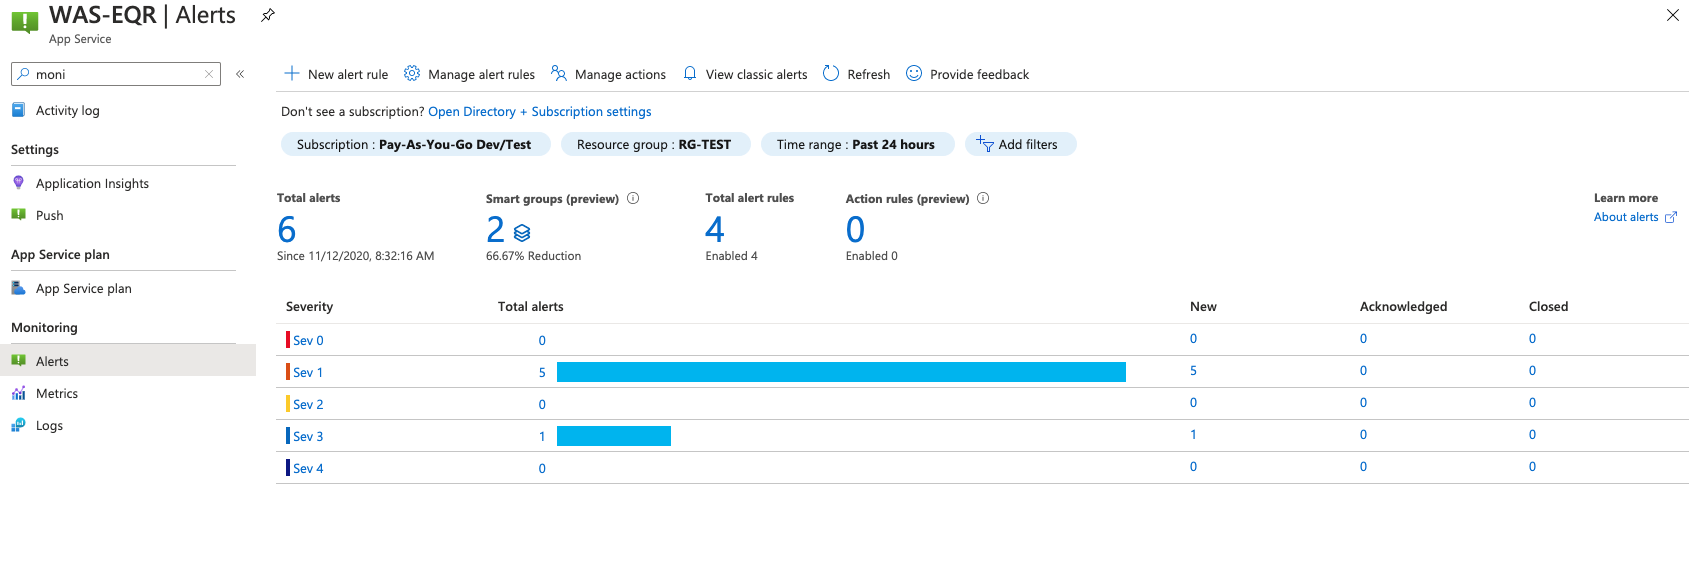 WAS-EQR | Alerts
App Service
moni
Activity log
Settings
Application Insights
Push
App Service plan
App Service plan
Monitoring
Alerts
Metrics
Logs
New alert rule Manage alert rules Manage actions View classic alerts Refresh Provide feedback
Don't see a subscription? Open Directory + Subscription settings
Subscription : Pay-As-You-Go Dev/Test Resource group : RG-TEST Time range : Past 24 hours Add filters
Total alerts Smart groups (preview) Total alert rules Action rules (preview)
6 2 4 0
Since 11/12/2020, 8:32:16 AM 66.67% Reduction Enabled 4 Enabled 0
Learn more
About alerts
Severity Total alerts New Acknowledged Closed
Sev 0 0 0 0 0
Sev 1 5 5 0 0
Sev 2 0 0 0 0
Sev 3 1 1 0 0
Sev 4 0 0 0 0